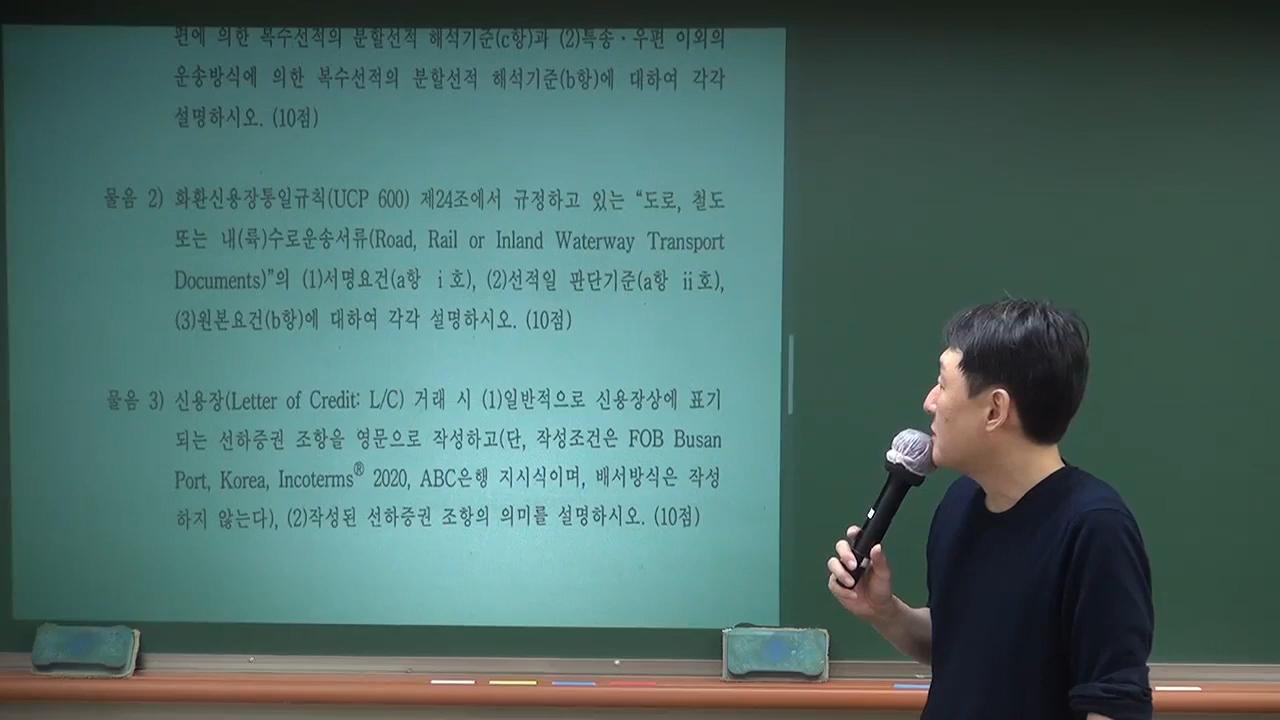 편에 의한 복수선적의 분할선적 해석기준(c항)과 (2)특송·우편 이외의
운송방식에 의한 복수선적의 분할선적 해석기준(b항)에 대하여 각각
설명하시오. (10점)
물음 2) 화환신용장통일규칙(UCP 600) 제24조에서 규정하고 있는 “도로, 철도
또는 내(륙)수로운송서류(Road, Rail or Inland Waterway Transport
Documents)”의 (1)서명요건(a항 ⅰ호), (2)선적일 판단기준(a항 ⅱ호),
(3)원본요건(b항)에 대하여 각각 설명하시오. (10점)
물음 3) 신용장(Letter of Credit: L/C) 거래 시 (1)일반적으로 신용장상에 표기
되는 선하증권 조항을 영문으로 작성하고(단, 작성조건은 FOB Busan
Port, Korea, Incoterms® 2020, ABC은행 지시식이며, 배서방식은 작성
하지 않는다), (2)작성된 선하증권 조항의 의미를 설명하시오. (10점)